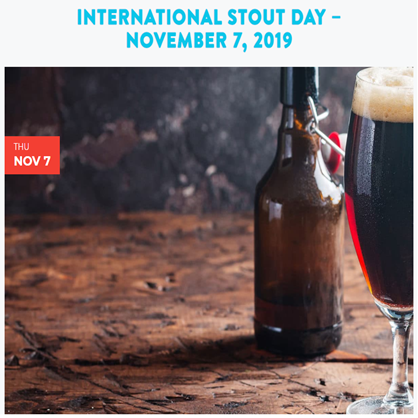 INTERNATIONAL STOUT DAY –
NOVEMBER 7, 2019
THU
NOV 7